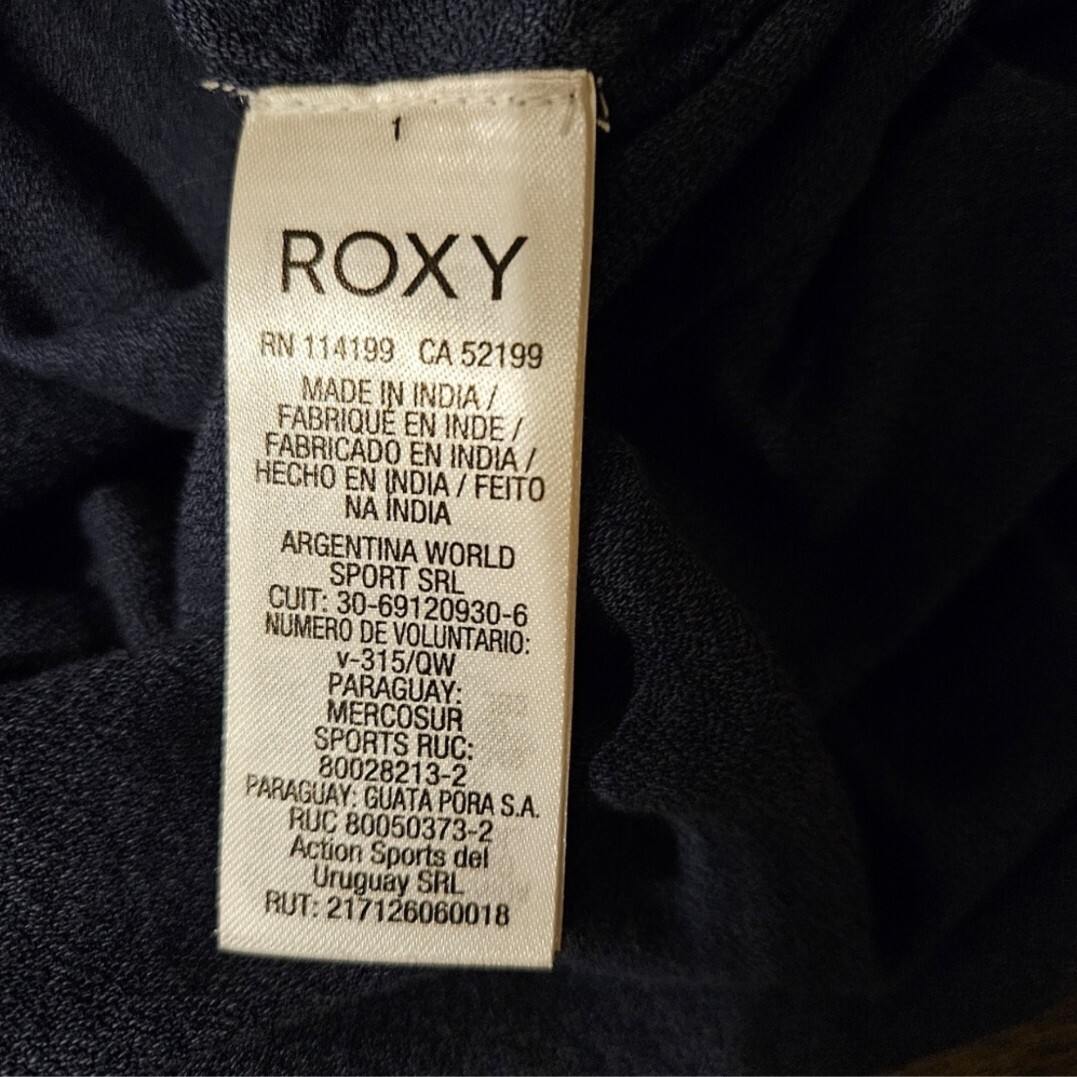 1
ROXY
RN 114199 CA 52199
MADE IN INDIA /
FABRIQUÉ EN INDE /
FABRICADO EN INDIA /
HECHO EN INDIA / FEITO
NA ÍNDIA
ARGENTINA WORLD
SPORT SRL
CUIT: 30-69120930-6
NUMERO DE VOLUNTARIO:
v-315/QW
PARAGUAY:
MERCOSUR
SPORTS RUC:
80028213-2
PARAGUAY: GUATA PORA S.A.
RUC 80050373-2
Action Sports del
Uruguay SRL
RUT: 217126060018